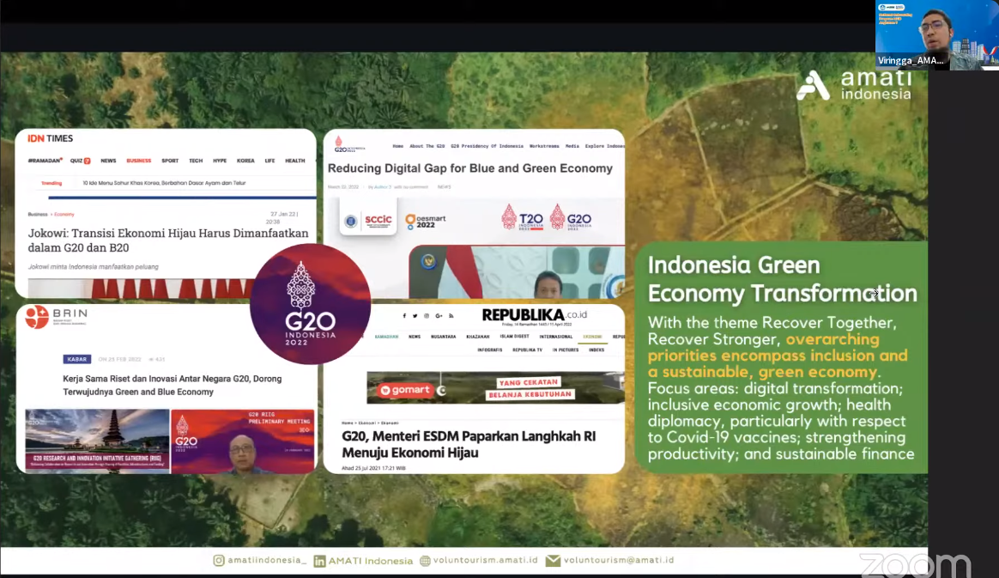 Viringga_AMA...
amati
indonesia
IDN TIMES
#RAMADAN QUIZ NEWS BUSINESS SPORT TECH HYPE KOREA LIFE HEALTH
Trending 10 Ide Menu Sahur Khas Korea, Berbahan Dasar Ayam dan Telur
Business Economy
27 Jan 22 |
20:38
Jokowi: Transisi Ekonomi Hijau Harus Dimanfaatkan
dalam G20 dan B20
Jokowi minta Indonesia manfaatkan peluang
Home About The G20 G20 Presidency Of Indonesia Workstreams Media Explore
Reducing Digital Gap for Blue and Green Economy
March 22, 2022 NEWS
sccic
oesmart
2022
T20
INDONESIA
G20
INDONESIA
G20
INDONESIA
2022
BRIN
KABAR ON 25 FEB 2022 421
Kerja Sama Riset dan Inovasi Antar Negara G20, Dorong
Terwujudnya Green and Blue Economy
G20 RESEARCH AND INNOVATION INITIATIVE GATHERING (RIIG)
G20 RIIG
PRELIMINARY MEETING
G20
REPUBLIKA.co.id
RAMADHAN NEWS NUSANTARA KHAZANAH ISLAM DIGEST INTERNASIONAL EKONOMI
INFOGRAFIS REPUBLIKA TV IN PICTURES INDEKS
gomart
YANG CEKATAN
BELANJA KEBUTUHAN
Home > Ekonomi > Ekonomi
G20, Menteri ESDM Paparkan Langhkah RI
Menuju Ekonomi Hijau
Ahad 25 Jul 2021 17:21 WIB
Indonesia Green
Economy Transformation
With the theme Recover Together,
Recover Stronger, overarching
priorities encompass inclusion and
a sustainable, green economy.
Focus areas: digital transformation;
inclusive economic growth; health
diplomacy, particularly with respect
to Covid-19 vaccines; strengthening
productivity; and sustainable finance
amatiindonesia_ AMATI Indonesia voluntourism.amati.id voluntourism@amati.id
zoom